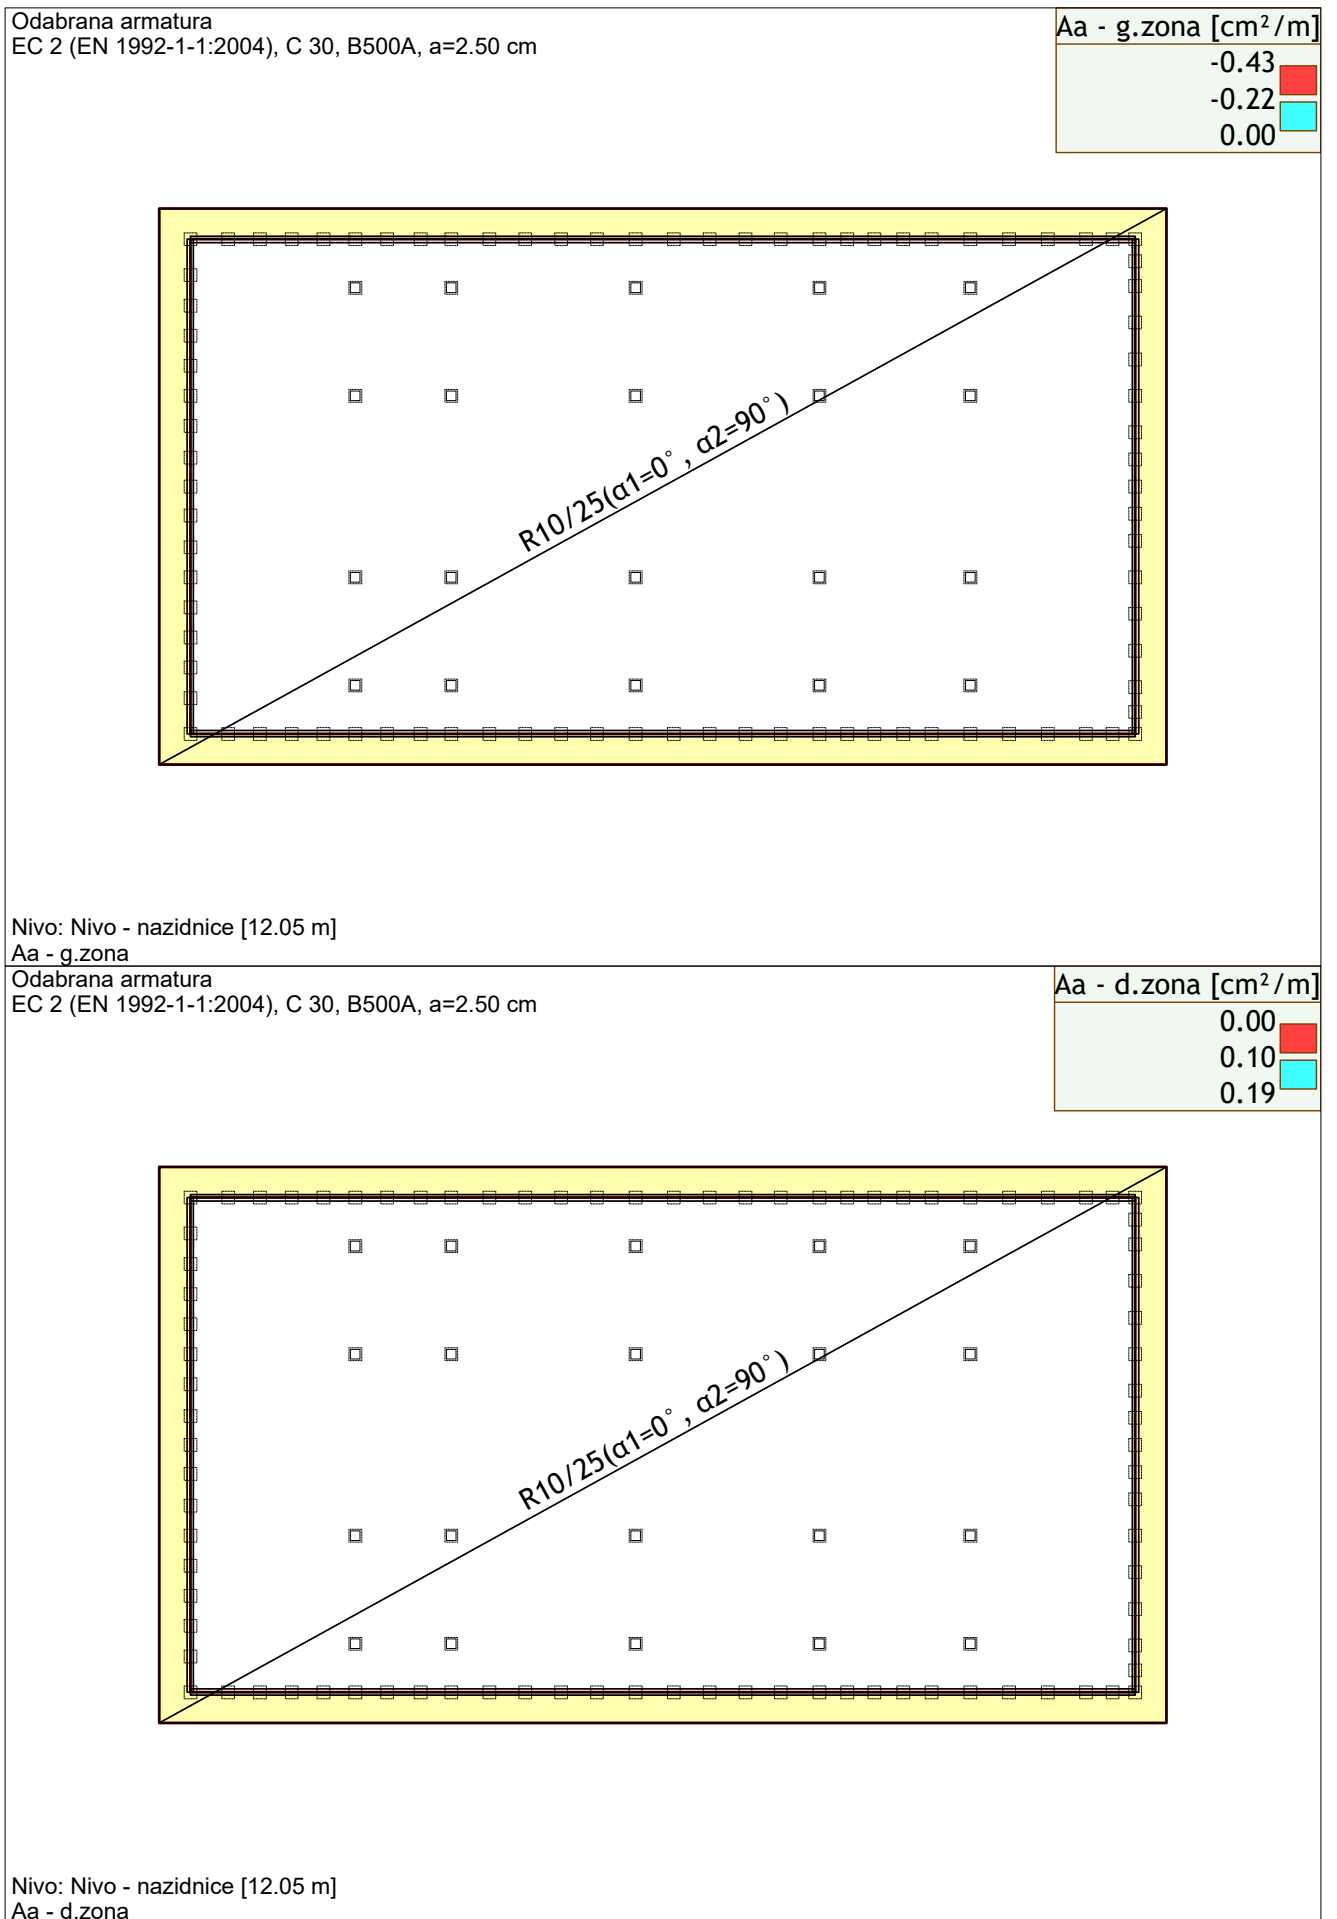 Odabrana armatura
EC 2 (EN 1992-1-1:2004), C 30, B500A, a=2.50 cm
Aa - g.zona [cm²/m]
-0.43
-0.22
0.00
R10/25(α1=0° , α2=90°)
Nivo: Nivo - nazidnice [12.05 m]
Aa - g.zona
Odabrana armatura
EC 2 (EN 1992-1-1:2004), C 30, B500A, a=2.50 cm
Aa - d.zona [cm²/m]
0.00
0.10
0.19
R10/25(α1=0° , α2=90°)
Nivo: Nivo - nazidnice [12.05 m]
Aa - d.zona